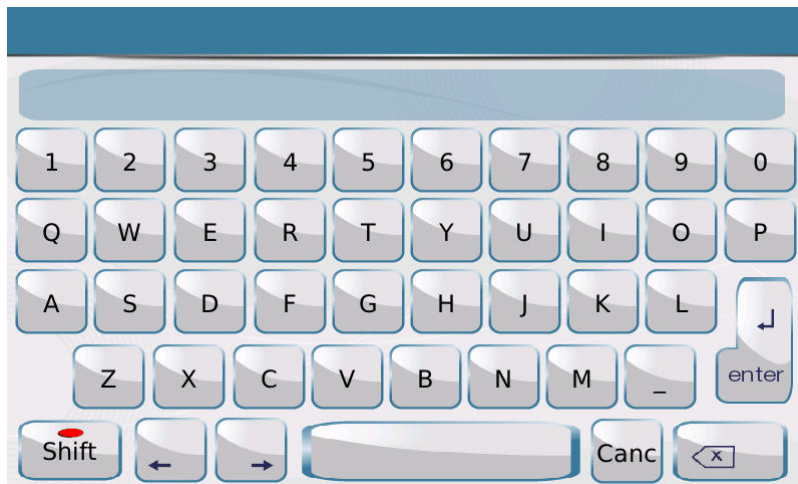 1 2 3 4 5 6 7 8 9 0
Q W E R T Y U I O P
A S D F G H J K L
enter
Z X C V B N M _
Shift Canc x